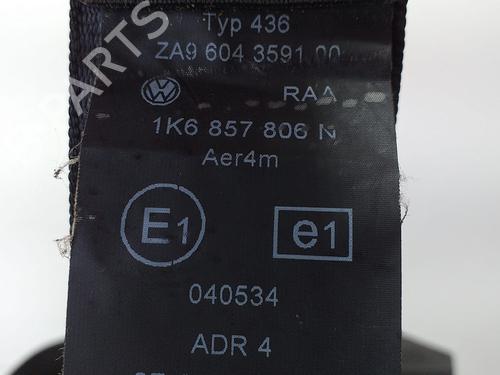 Typ 436
ZA9 604 3591 00
RAA
1K6 857 806 N
Aer4m
E1
e1
040534
ADR 4